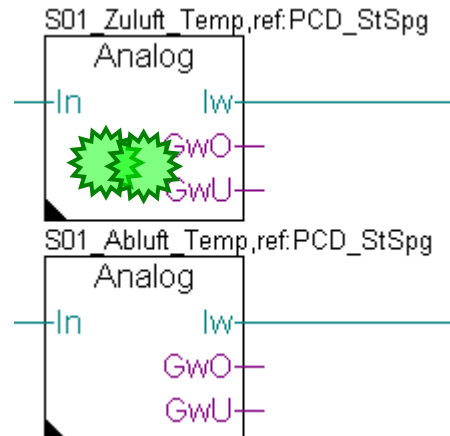 S01_Zuluft_Temp,ref:PCD_StSpg
Analog
In Iw
GwO
GwU
S01_Abluft_Temp,ref:PCD_StSpg
Analog
In Iw
GwO
GwU